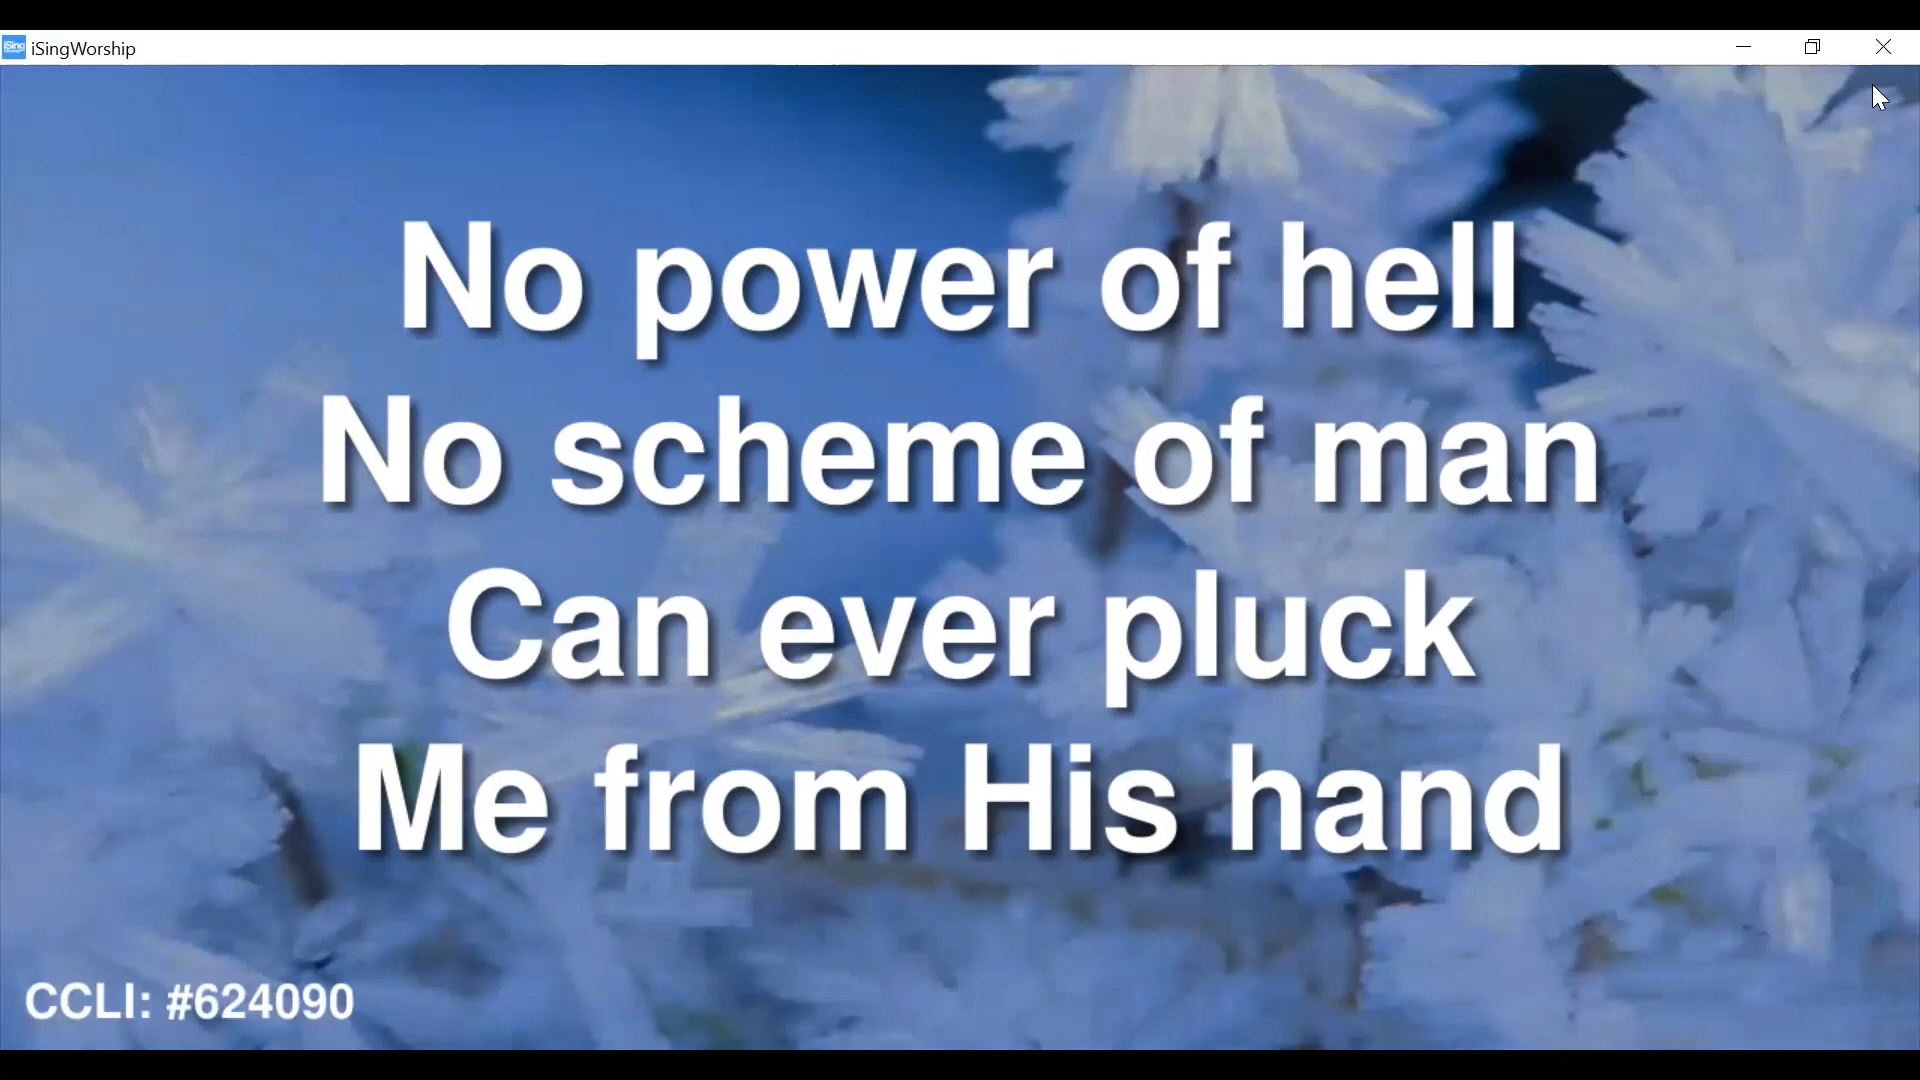 iSingWorship
No power of hell
No scheme of man
Can ever pluck
Me from His hand
CCLI: #624090